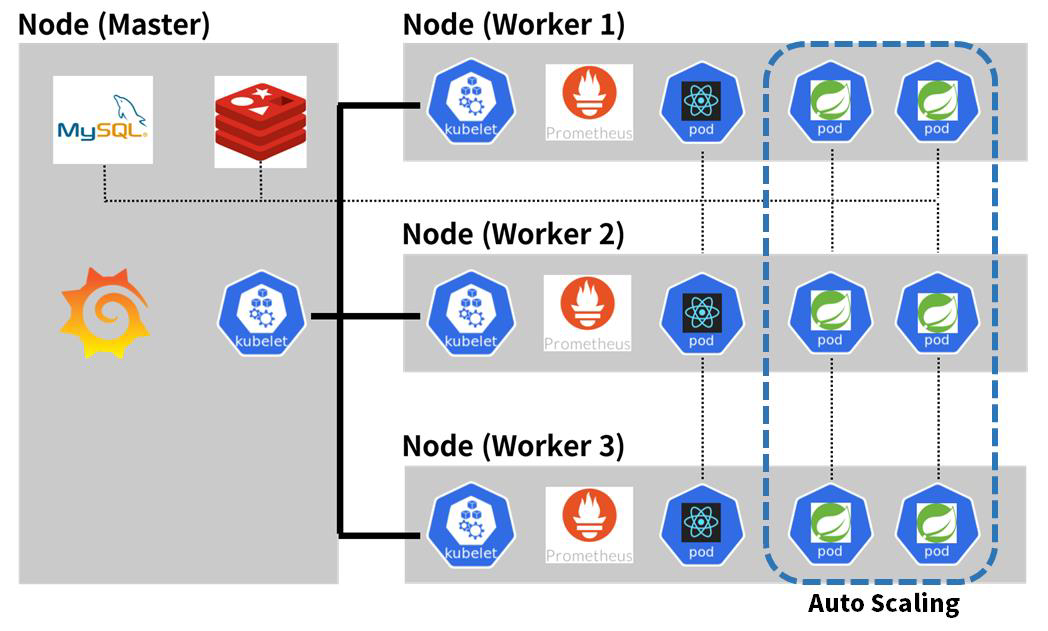 Node (Master)
MySQL®
kubelet
Node (Worker 1)
kubelet
Prometheus
pod
pod
pod
Node (Worker 2)
kubelet
Prometheus
pod
pod
pod
Node (Worker 3)
kubelet
Prometheus
pod
pod
pod
Auto Scaling